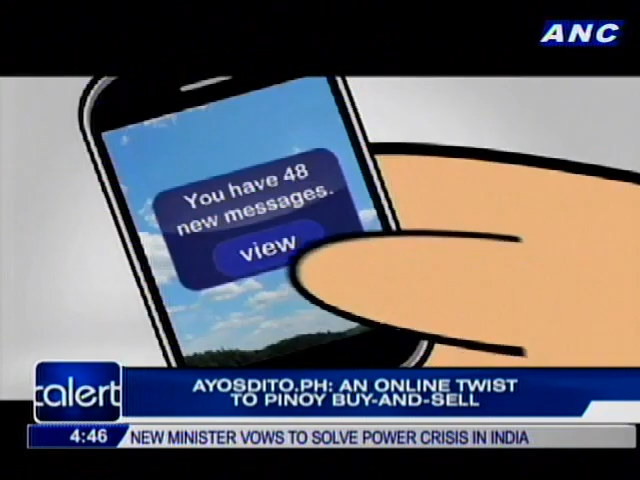 ANC
You have 48
new messages.
view
alert
AYOSDITO.PH: AN ONLINE TWIST
TO PINOY BUY-AND-SELL
4:46 NEW MINISTER VOWS TO SOLVE POWER CRISIS IN INDIA